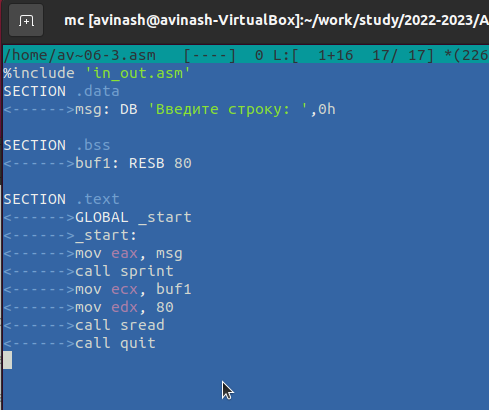 mc [avinash@avinash-VirtualBox]:~/work/study/2022-2023/A
/home/av~06-3.asm   [----]  0 L:[  1+16  17/ 17] *(226
%include 'in_out.asm'
SECTION .data
<------>msg: DB 'Введите строку: ',0h
SECTION .bss
<------>buf1: RESB 80
SECTION .text
<------>GLOBAL _start
<------>_start:
<------>mov eax, msg
<------>call sprint
<------>mov ecx, buf1
<------>mov edx, 80
<------>call sread
<------>call quit